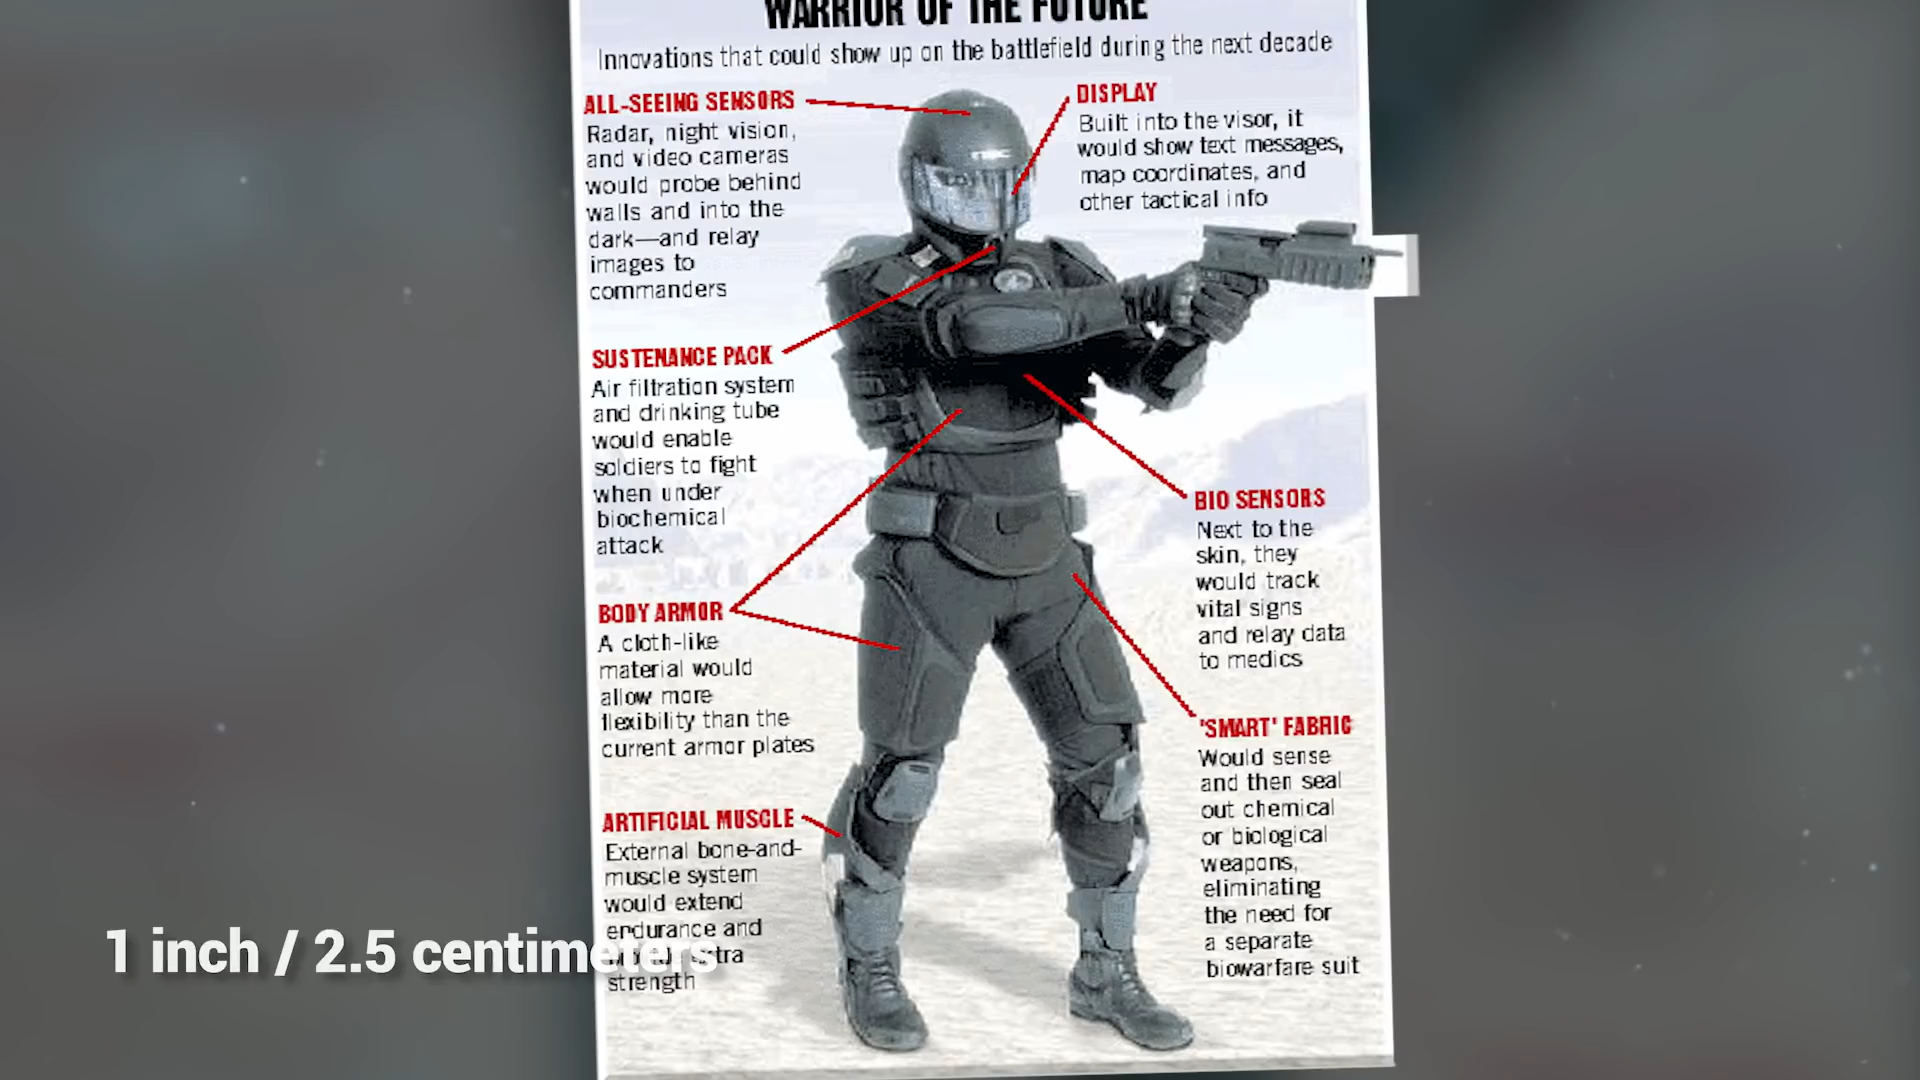 WARRIOR OF THE FUTURE
Innovations that could show up on the battlefield during the next decade
ALL-SEEING SENSORS
Radar, night vision,
and video cameras
would probe behind
walls and into the
dark—and relay
images to
commanders
DISPLAY
Built into the visor, it
would show text messages,
map coordinates, and
other tactical info
SUSTENANCE PACK
Air filtration system
and drinking tube
would enable
soldiers to fight
when under
biochemical
attack
BIO SENSORS
Next to the
skin, they
would track
vital signs
and relay data
to medics
BODY ARMOR
A cloth-like
material would
allow more
flexibility than the
current armor plates
'SMART' FABRIC
Would sense
and then seal
out chemical
or biological
weapons,
eliminating
the need for
a separate
biowarfare suit
ARTIFICIAL MUSCLE
External bone-and-
muscle system
would extend
endurance and
extra
strength
1 inch / 2.5 centimeters